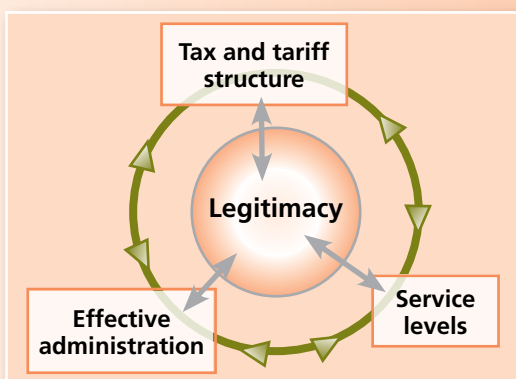 Tax and tariff
structure
Legitimacy
Effective
administration
Service
levels